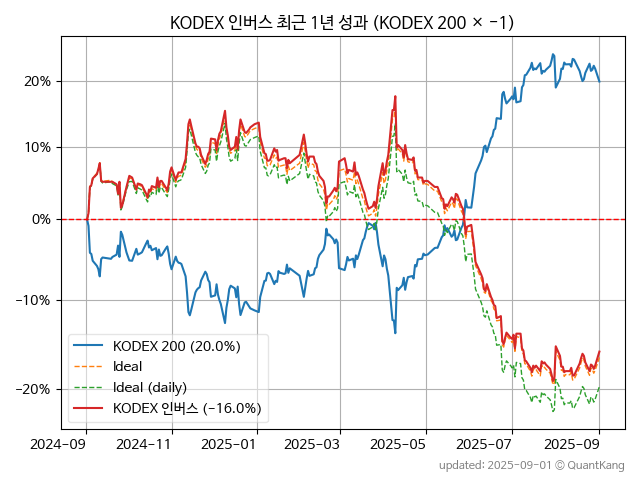 KODEX 인버스 최근 1년 성과 (KODEX 200 × −1)
20%
10%
0%
−10%
−20%
KODEX 200 (20.0%)
Ideal
Ideal (daily)
KODEX 인버스 (−16.0%)
2024-09
2024-11
2025-01
2025-03
2025-05
2025-07
2025-09
updated: 2025-09-01 © QuantKang